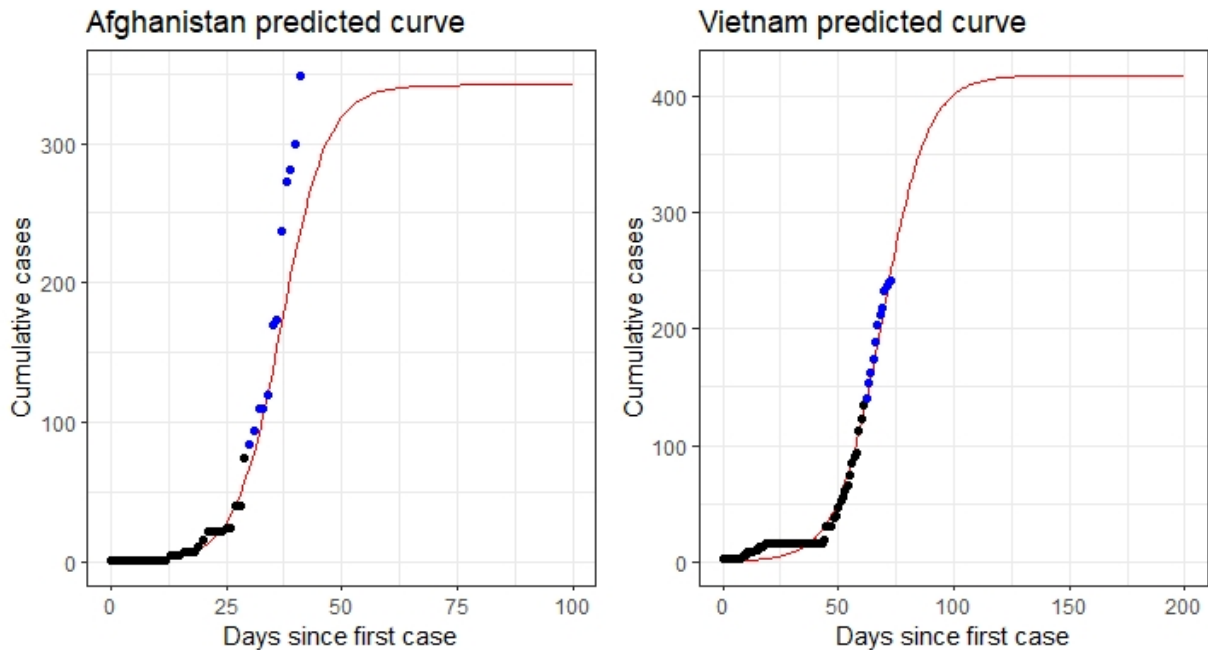 Afghanistan predicted curve
Cumulative cases
300
200
100
0
0 25 50 75 100
Days since first case
Vietnam predicted curve
Cumulative cases
400
300
200
100
0
0 50 100 150 200
Days since first case